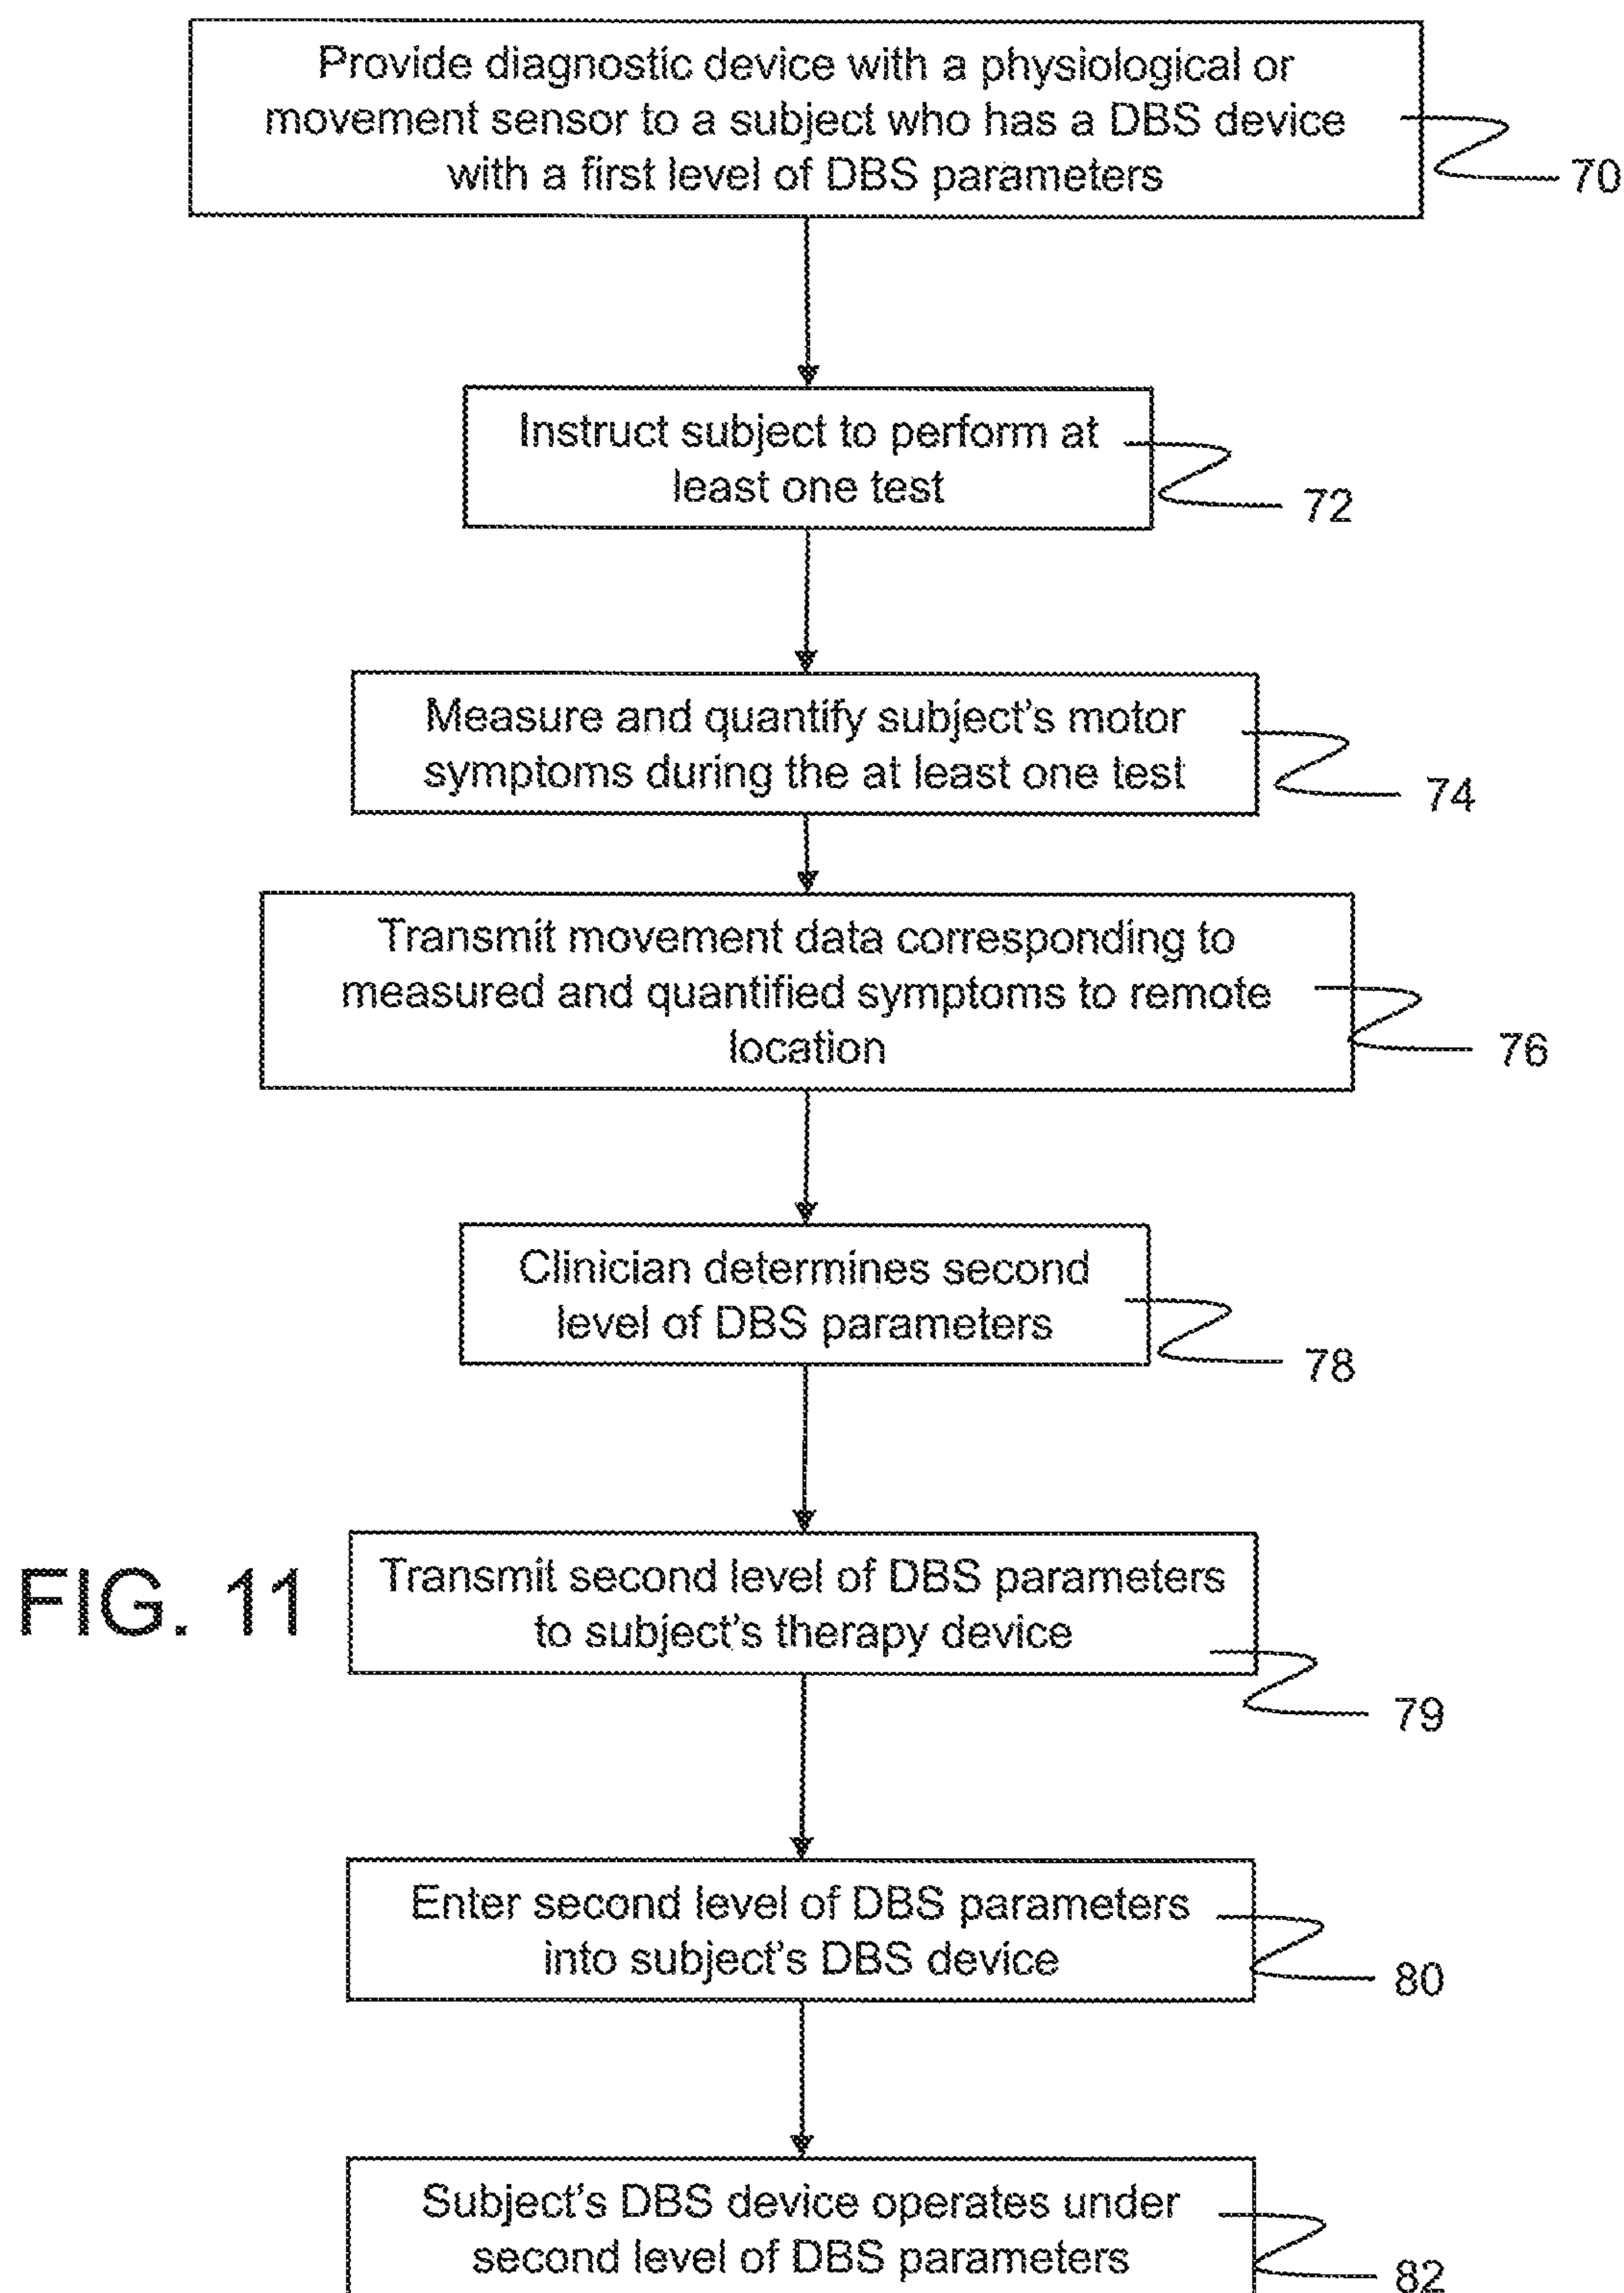 Provide diagnostic device with a physiological or
movement sensor to a subject who has a DBS device
with a first level of DBS parameters
70
Instruct subject to perform at
least one test
72
Measure and quantify subject's motor
symptoms during the at least one test
74
Transmit movement data corresponding to
measured and quantified symptoms to remote
location
76
Clinician determines second
level of DBS parameters
78
FIG. 11
Transmit second level of DBS parameters
to subject's therapy device
79
Enter second level of DBS parameters
into subject's DBS device
80
Subject's DBS device operates under
second level of DBS parameters
82